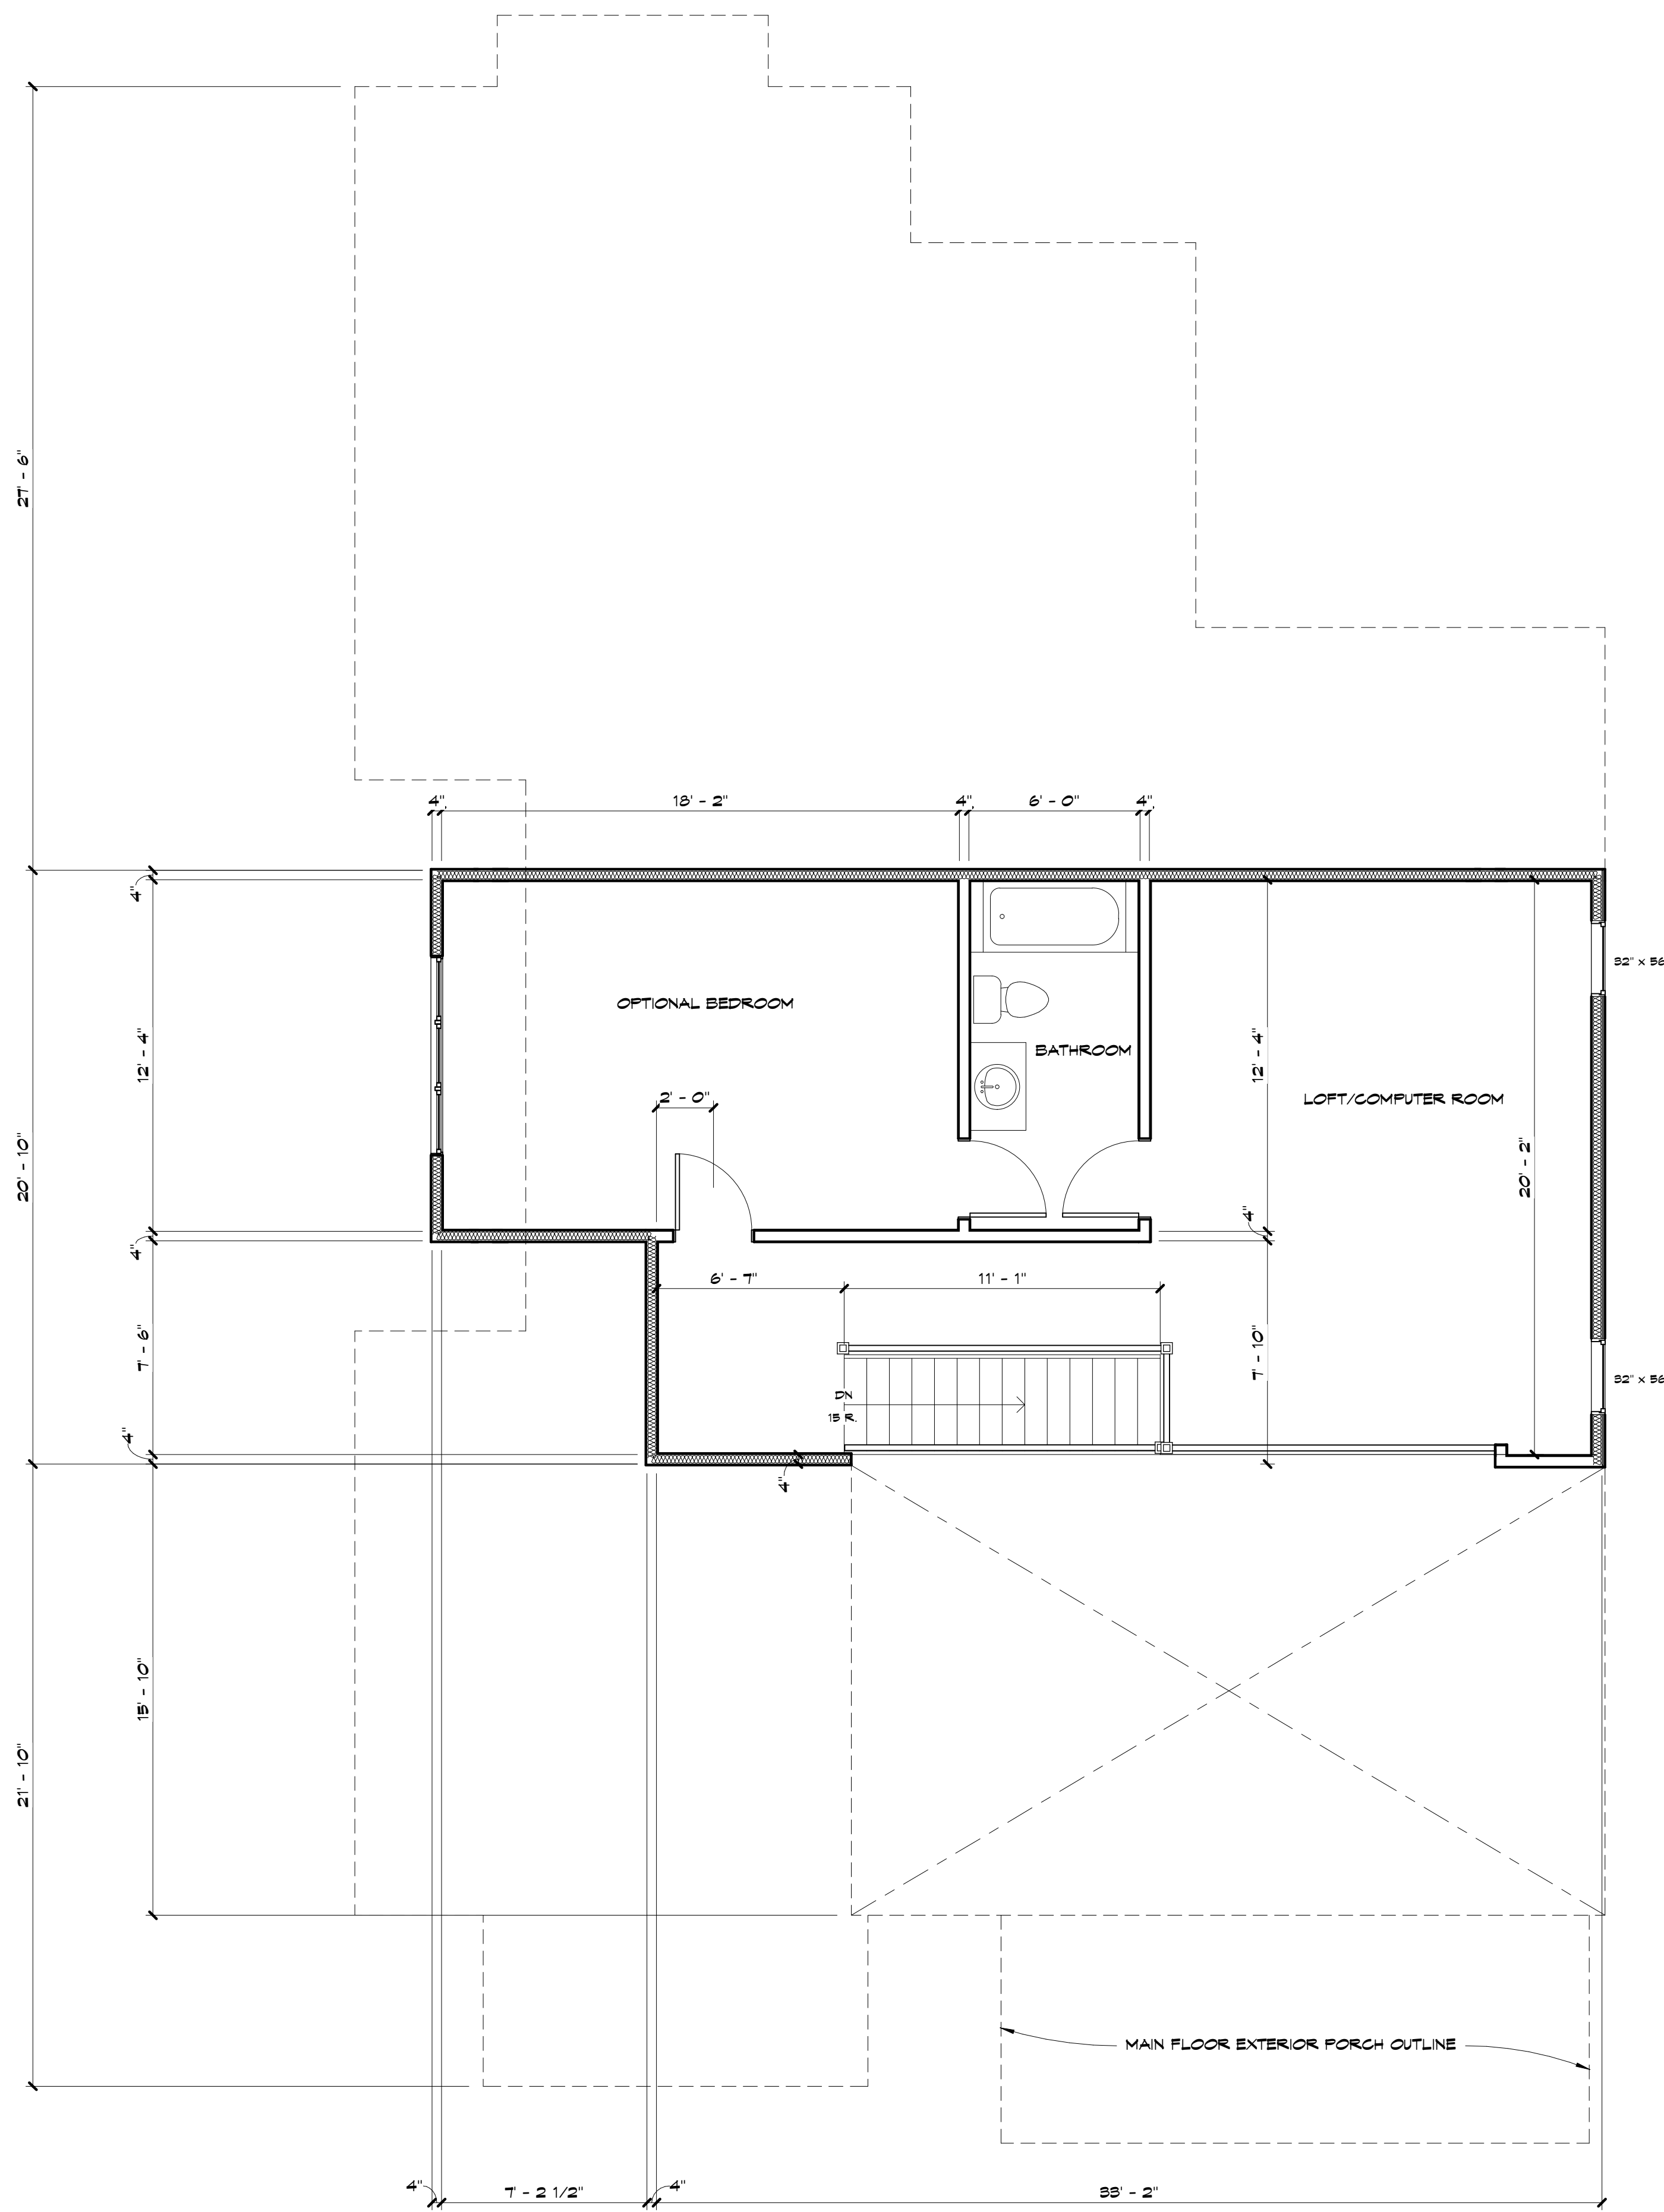 27' - 6"
4"
18' - 2"
4"
6' - 0"
4"
4"
32" x 56
OPTIONAL BEDROOM
12' - 4"
BATHROOM
12' - 4"
LOFT/COMPUTER ROOM
2' - 0"
20' - 10"
20' - 2"
4"
4"
6' - 7"
11' - 1"
7' - 6"
7' - 10"
32" x 56
DN
15 R.
4"
4"
15' - 10"
21' - 10"
MAIN FLOOR EXTERIOR PORCH OUTLINE
4"
7' - 2 1/2"
4"
33' - 2"